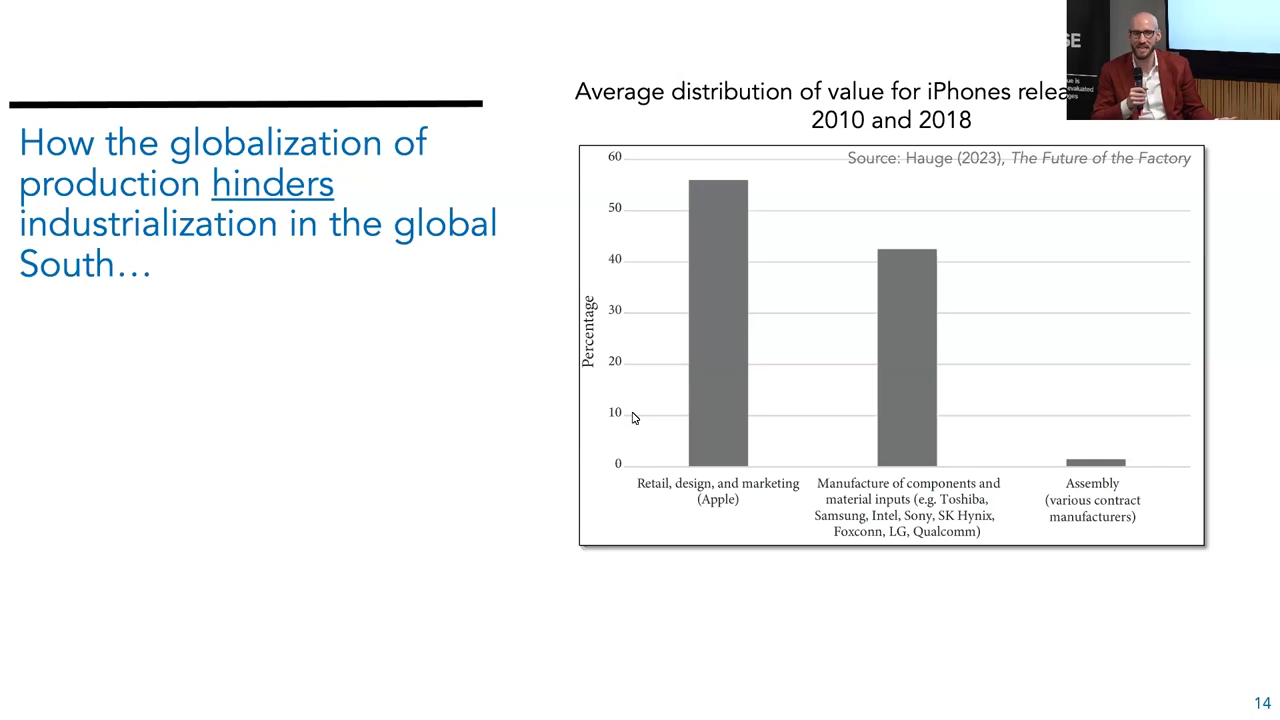 How the globalization of
production hinders
industrialization in the global
South…
Average distribution of value for iPhones
2010 and 2018
Source: Hauge (2023), The Future of the Factory
Percentage
60
50
40
30
20
10
0
Retail, design, and marketing
(Apple)
Manufacture of components and
material inputs (e.g. Toshiba,
Samsung, Intel, Sony, SK Hynix,
Foxconn, LG, Qualcomm)
Assembly
(various contract
manufacturers)
14